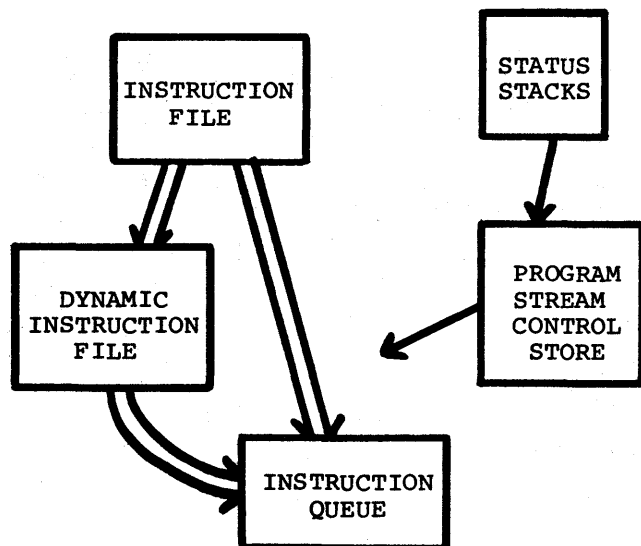 INSTRUCTION
FILE
STATUS
STACKS
DYNAMIC
INSTRUCTION
FILE
PROGRAM
STREAM
CONTROL
STORE
INSTRUCTION
QUEUE